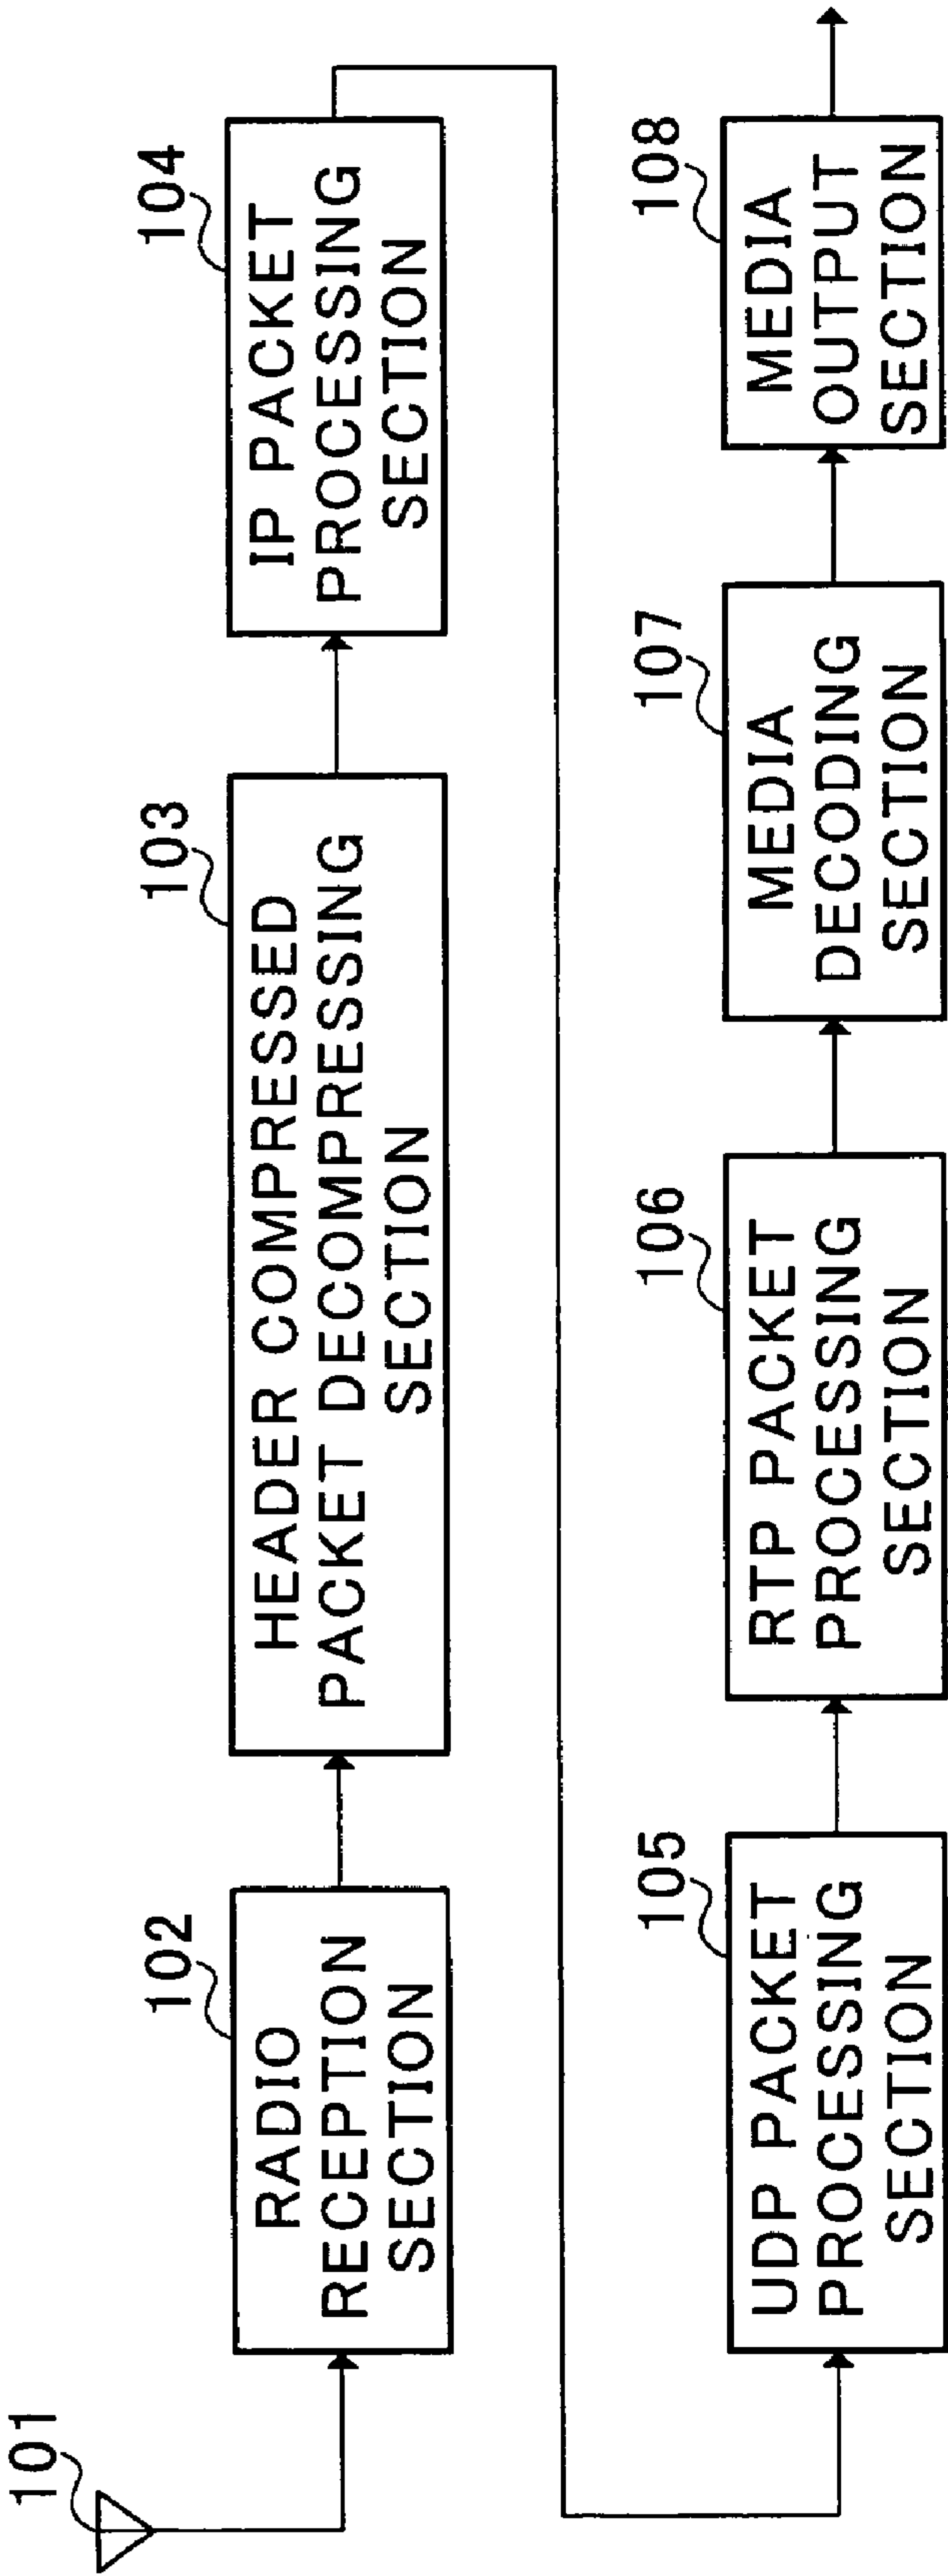 101
102
RADIO
RECEPTION
SECTION
103
HEADER COMPRESSED
PACKET DECOMPRESSING
SECTION
104
IP PACKET
PROCESSING
SECTION
105
UDP PACKET
PROCESSING
SECTION
106
RTP PACKET
PROCESSING
SECTION
107
MEDIA
DECODING
SECTION
108
MEDIA
OUTPUT
SECTION